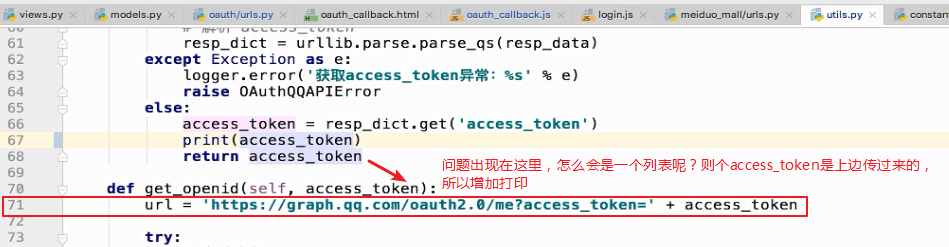 views.py × models.py × oauth/urls.py × oauth_callback.html × oauth_callback.js × login.js × meiduo_mall/urls.py × utils.py ×
61 resp_dict = urllib.parse.parse_qs(resp_data)
62 except Exception as e:
63 logger.error('获取access_token异常：%s' % e)
64 raise OAuthQQAPIError
65 else:
66 access_token = resp_dict.get('access_token')
67 print(access_token)
68 return access_token
问题出现在这里，怎么会是一个列表呢？则个access_token是上边传过来的，
所以增加打印
69
70 def get_openid(self, access_token):
71 url = 'https://graph.qq.com/oauth2.0/me?access_token=' + access_token
72
73 try: